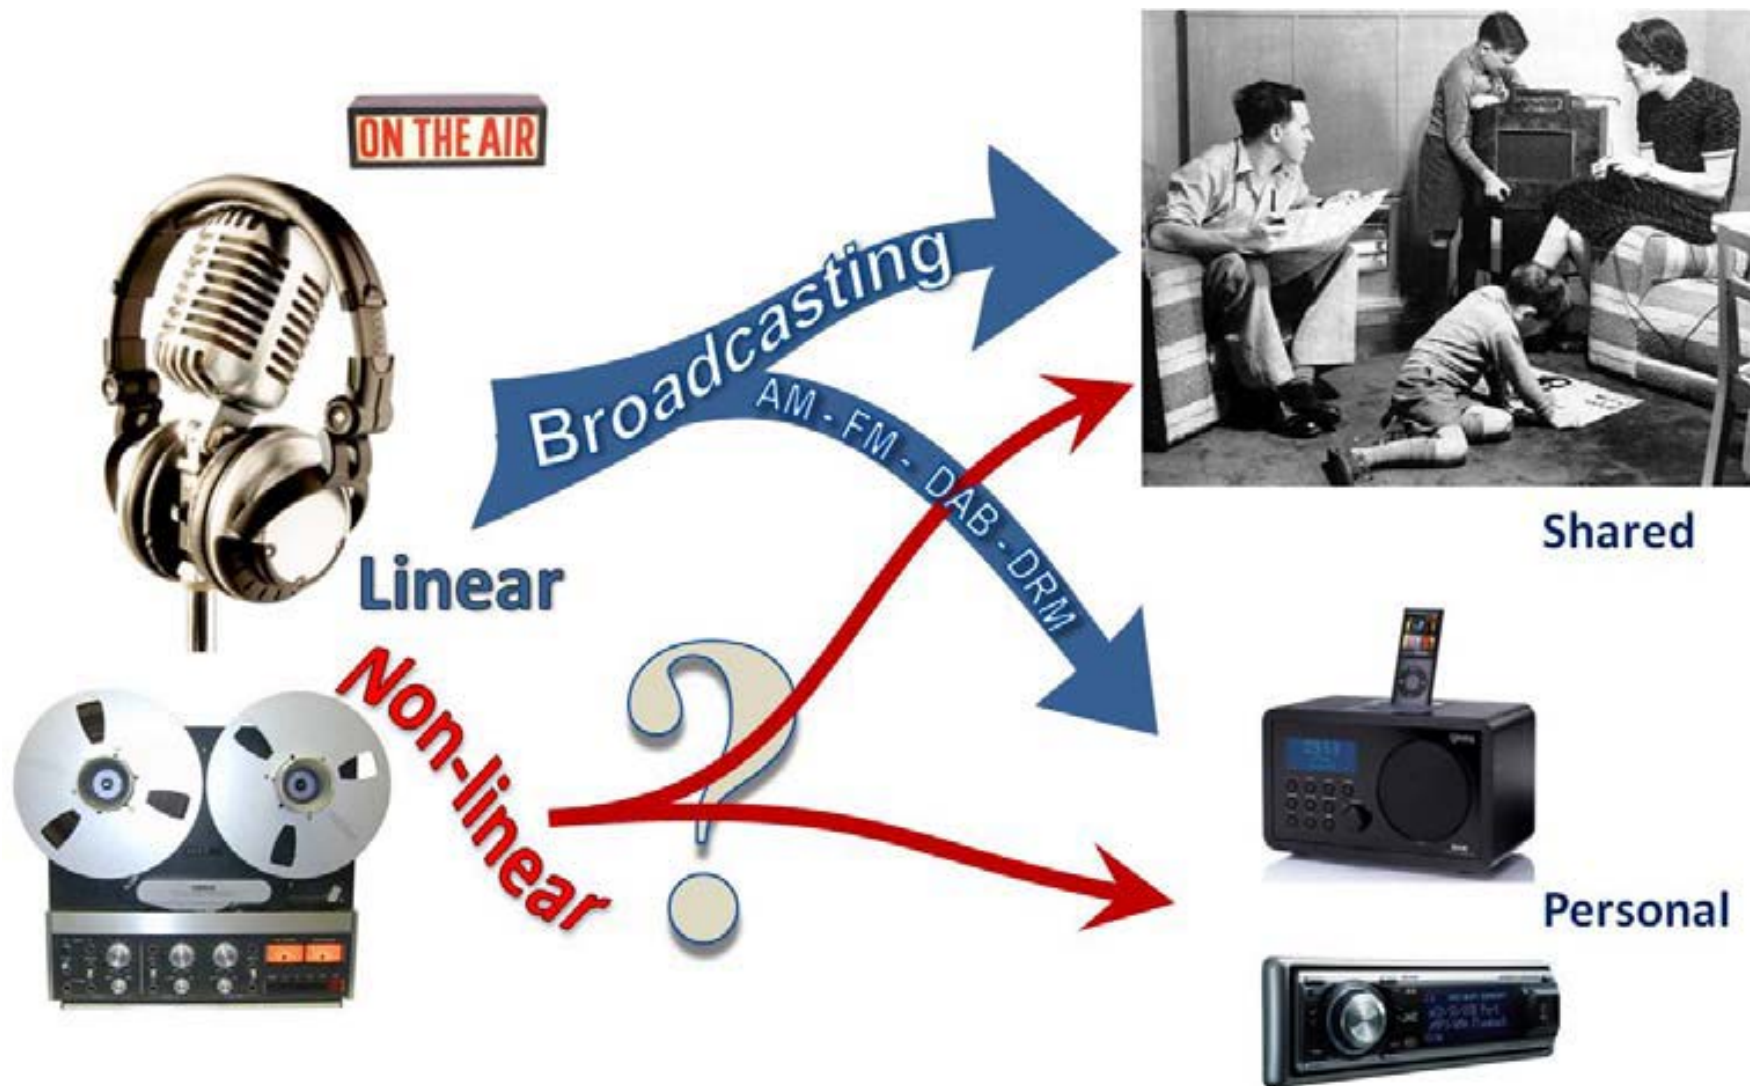 ON THE AIR
Broadcasting
AM - FM - DAB - DRM
Linear
Non-linear
?
Shared
Personal